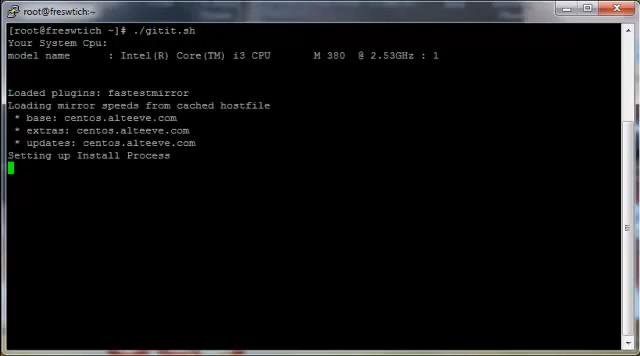 root@freswtich:~
[root@freswtich ~]# ./gitit.sh
Your System Cpu:
model name      : Intel(R) Core(TM) i3 CPU       M 380  @ 2.53GHz : 1
Loaded plugins: fastestmirror
Loading mirror speeds from cached hostfile
 * base: centos.alteeve.com
 * extras: centos.alteeve.com
 * updates: centos.alteeve.com
Setting up Install Process